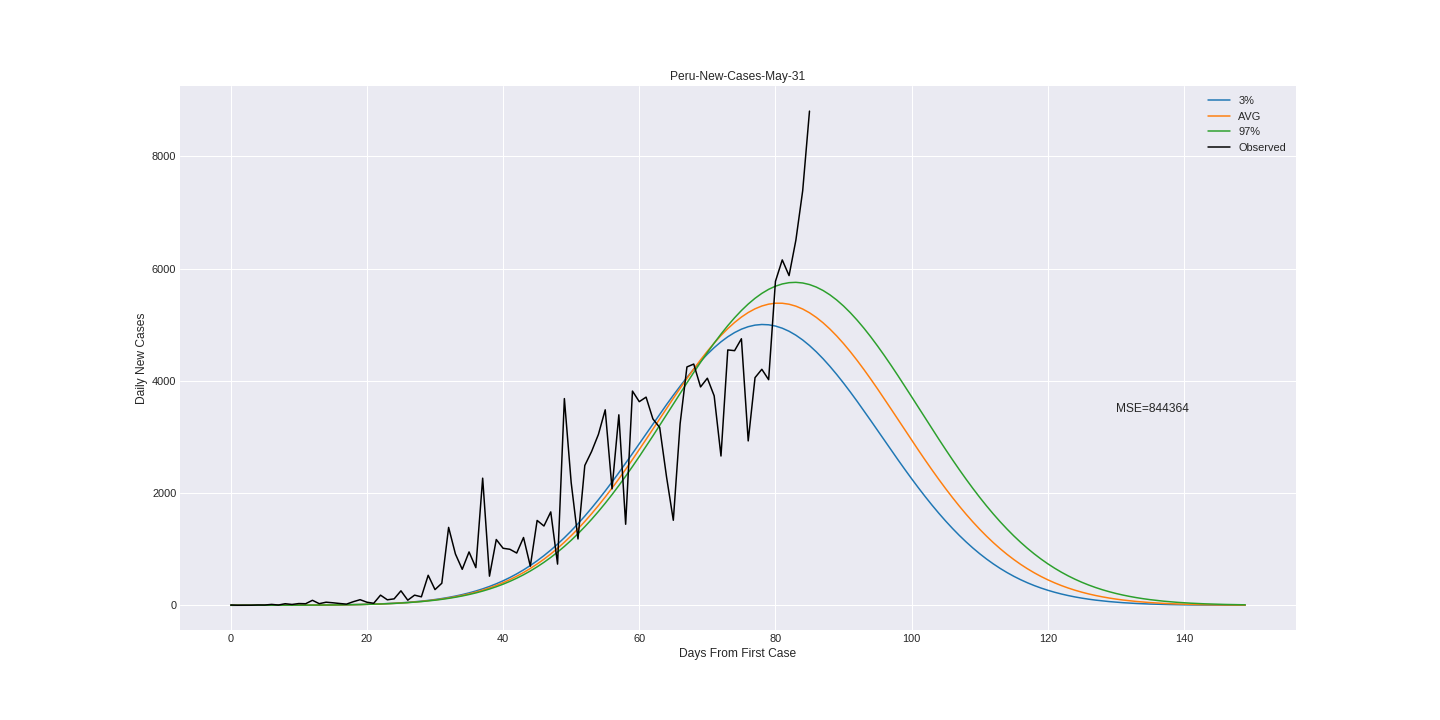 Peru-New-Cases-May-31
3%
AVG
97%
Observed
8000
6000
4000
2000
0
Daily New Cases
MSE=844364
0 20 40 60 80 100 120 140
Days From First Case